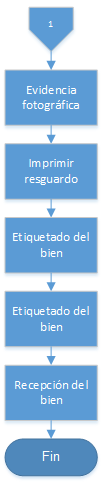 1
Evidencia
fotográfica
Imprimir
resguardo
Etiquetado del
bien
Etiquetado del
bien
Recepción del
bien
Fin